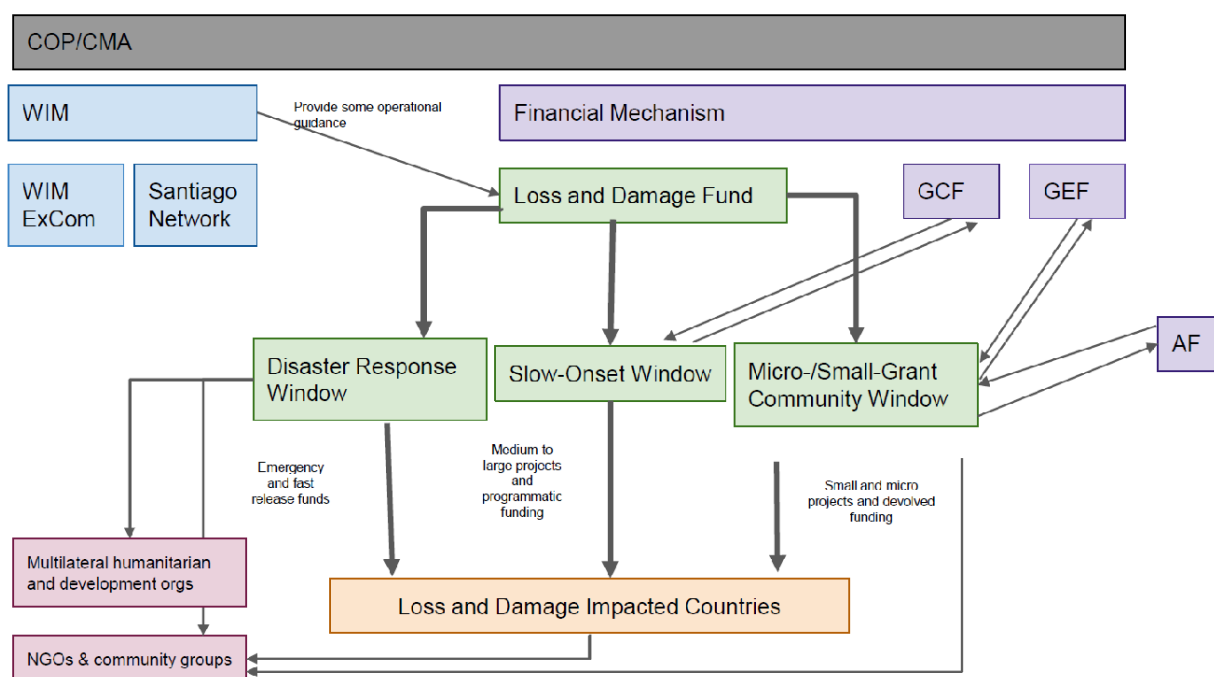 COP/CMA
WIM
Provide some operational
guidance
Financial Mechanism
WIM
ExCom
Santiago
Network
Loss and Damage Fund
GCF
GEF
AF
Disaster Response
Window
Slow-Onset Window
Micro-/Small-Grant
Community Window
Emergency
and fast
release funds
Modium to
large projects
and
programmatic
funding
Small and micro
projects and devolved
funding
Multilateral humanitarian
and development orgs
Loss and Damage Impacted Countries
NGOs & community groups